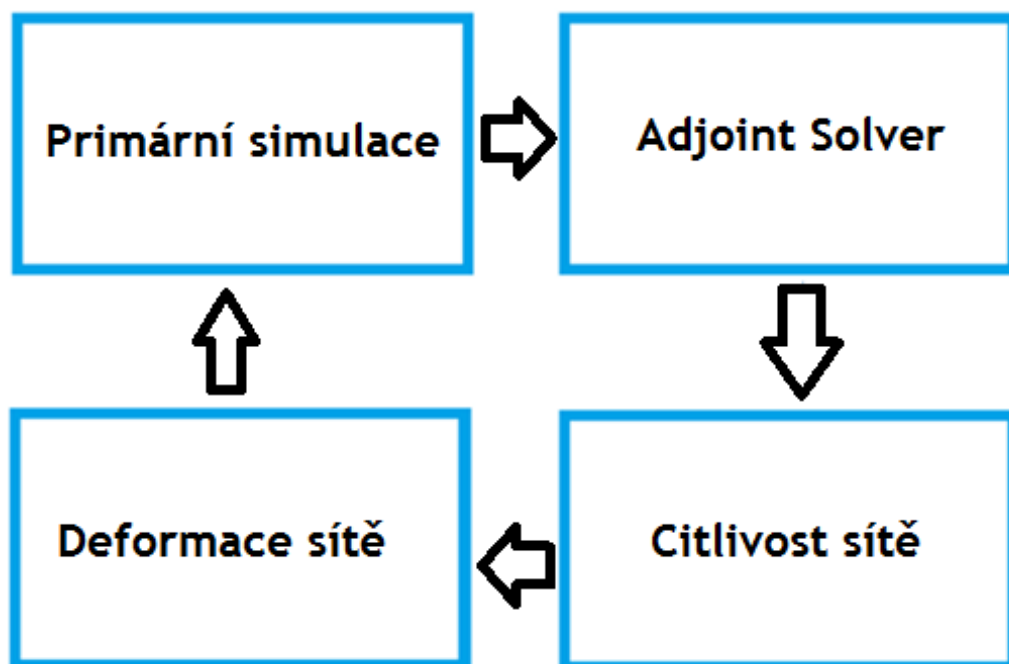 Primární simulace
Adjoint Solver
Deformace sítě
Citlivost sítě